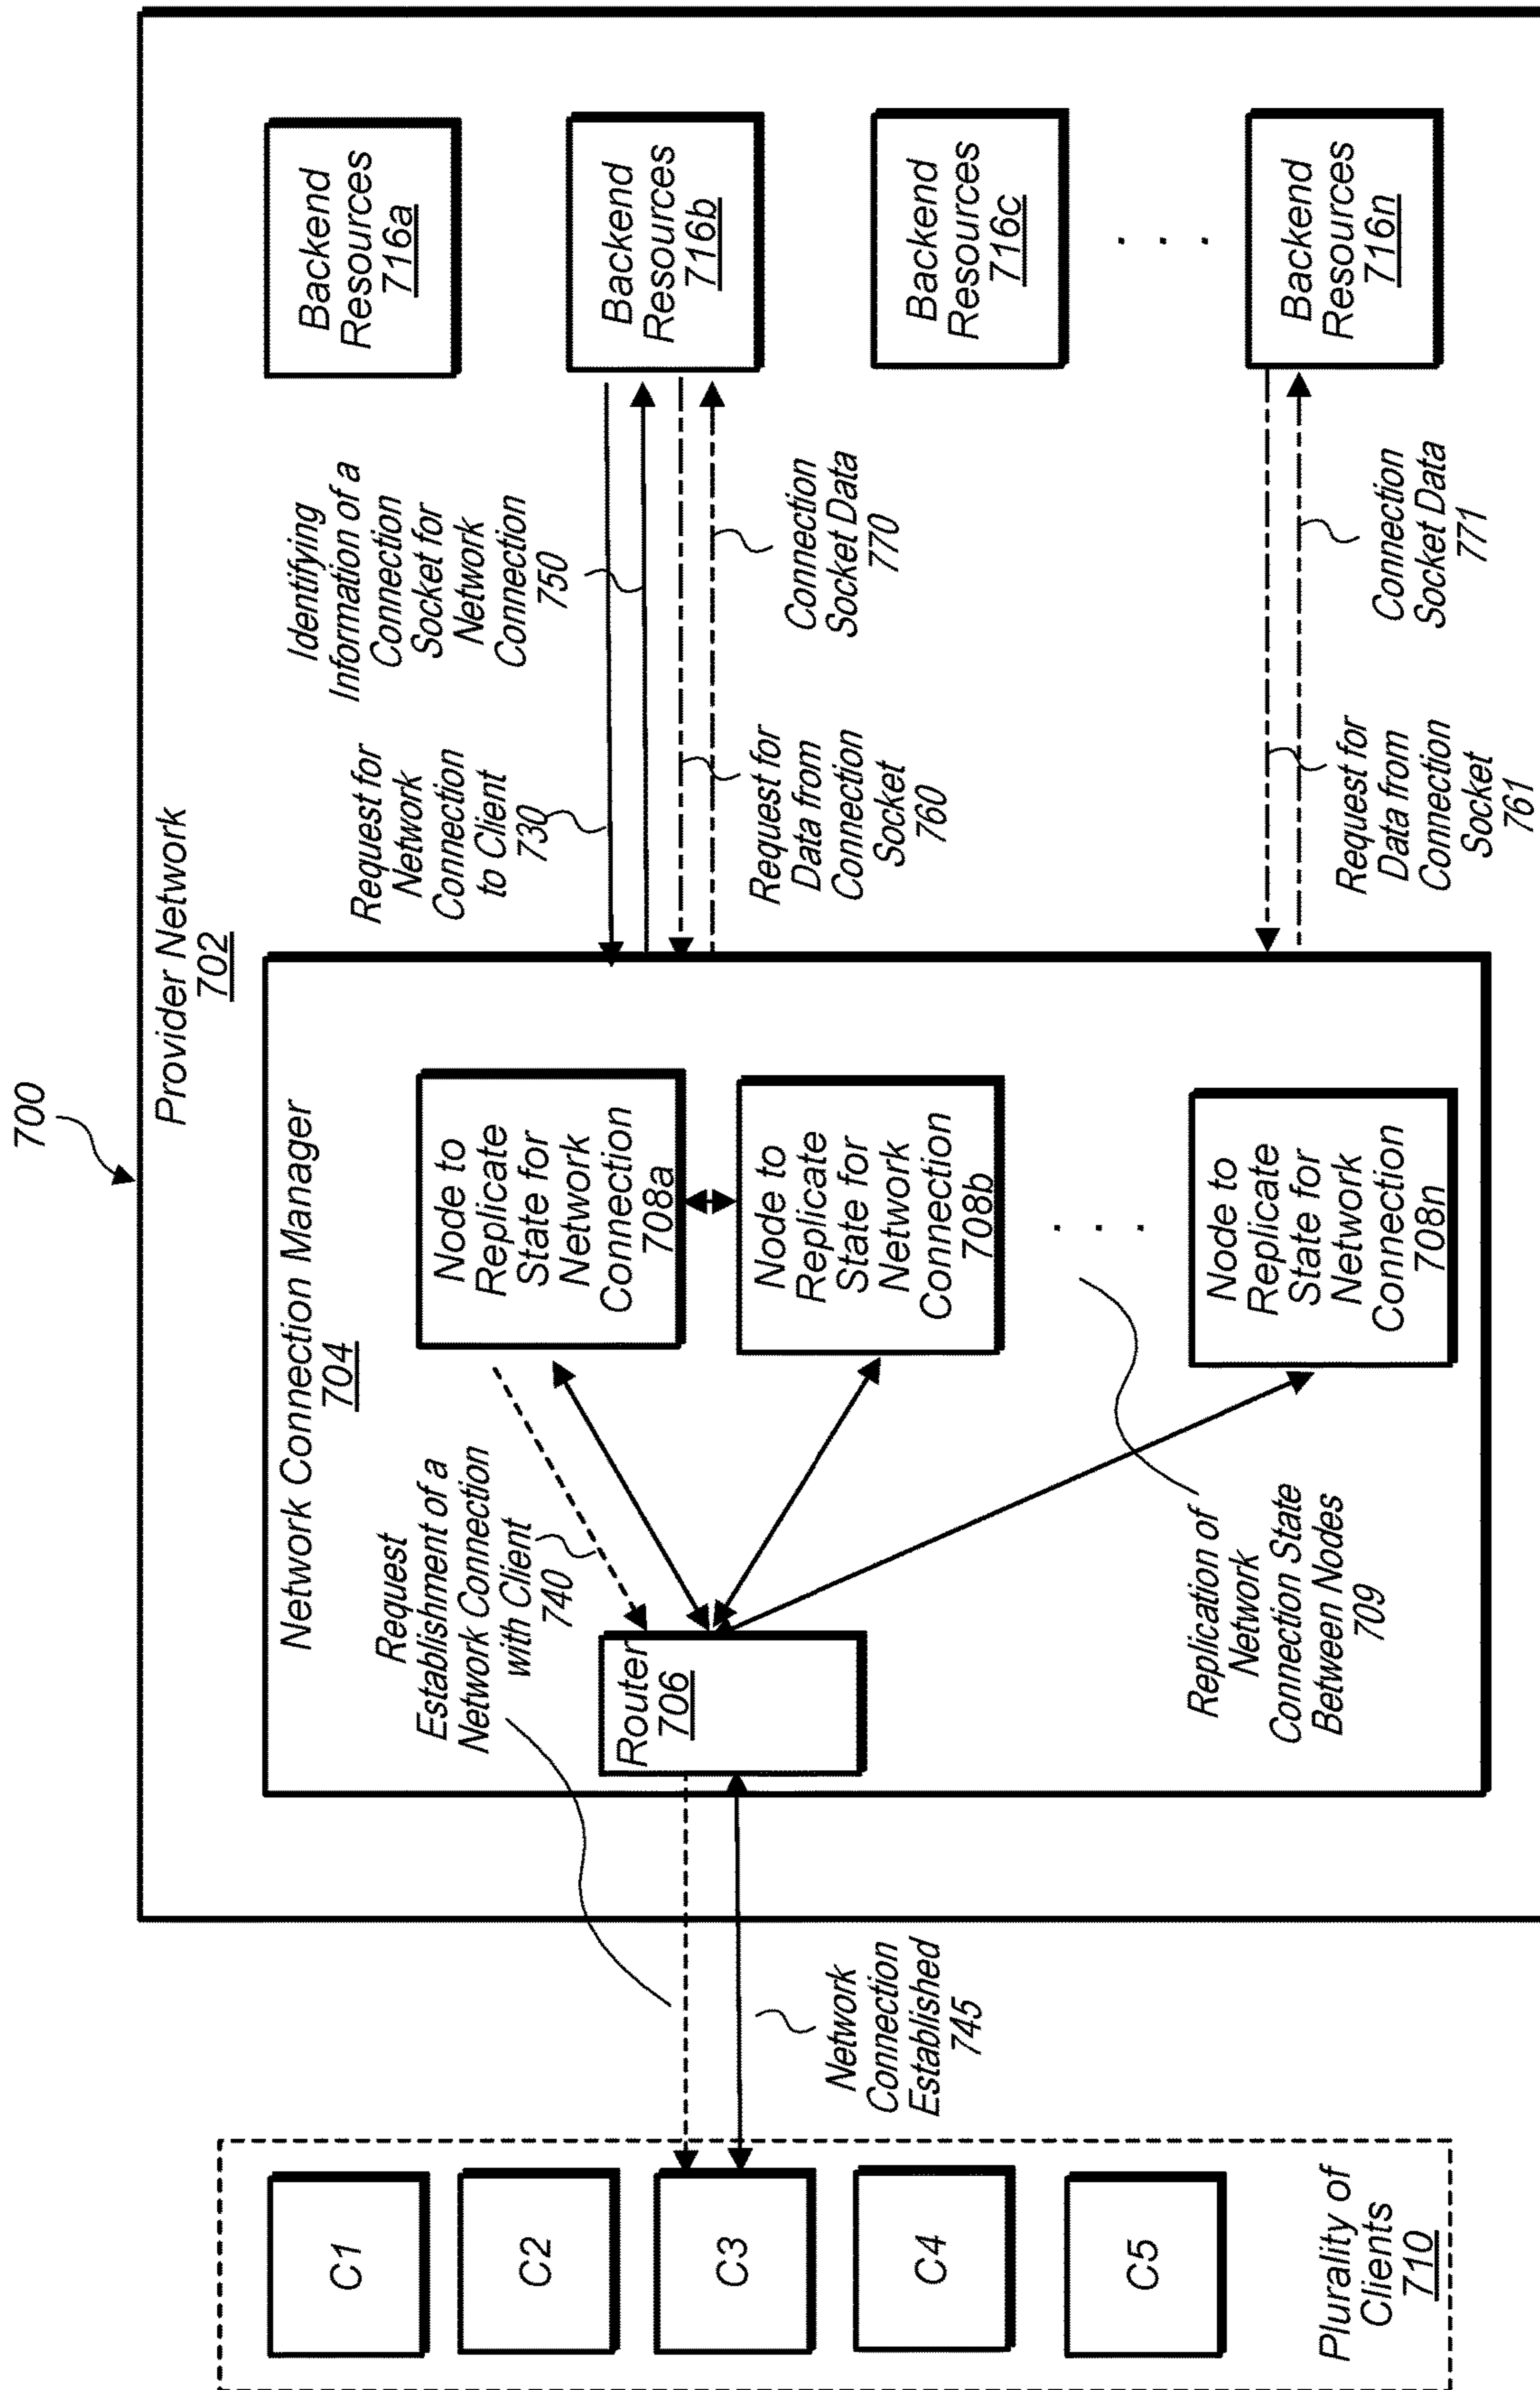 700
Provider Network
702
Network Connection Manager
704
Plurality of
Clients
710
C1
C2
C3
C4
C5
Network
Connection
Established
745
Request
Establishment of a
Network Connection
with Client
740
Router
706
Replication of
Network
Connection State
Between Nodes
709
Node to
Replicate
State for
Network
Connection
708a
Node to
Replicate
State for
Network
Connection
708b
. . .
Node to
Replicate
State for
Network
Connection
708n
Request for
Network
Connection
to Client
730
Identifying
Information of a
Connection
Socket for
Network
Connection
750
Request for
Data from
Connection
Socket
760
Connection
Socket Data
770
Request for
Data from
Connection
Socket
761
Connection
Socket Data
771
Backend
Resources
716a
Backend
Resources
716b
Backend
Resources
716c
. . .
Backend
Resources
716n